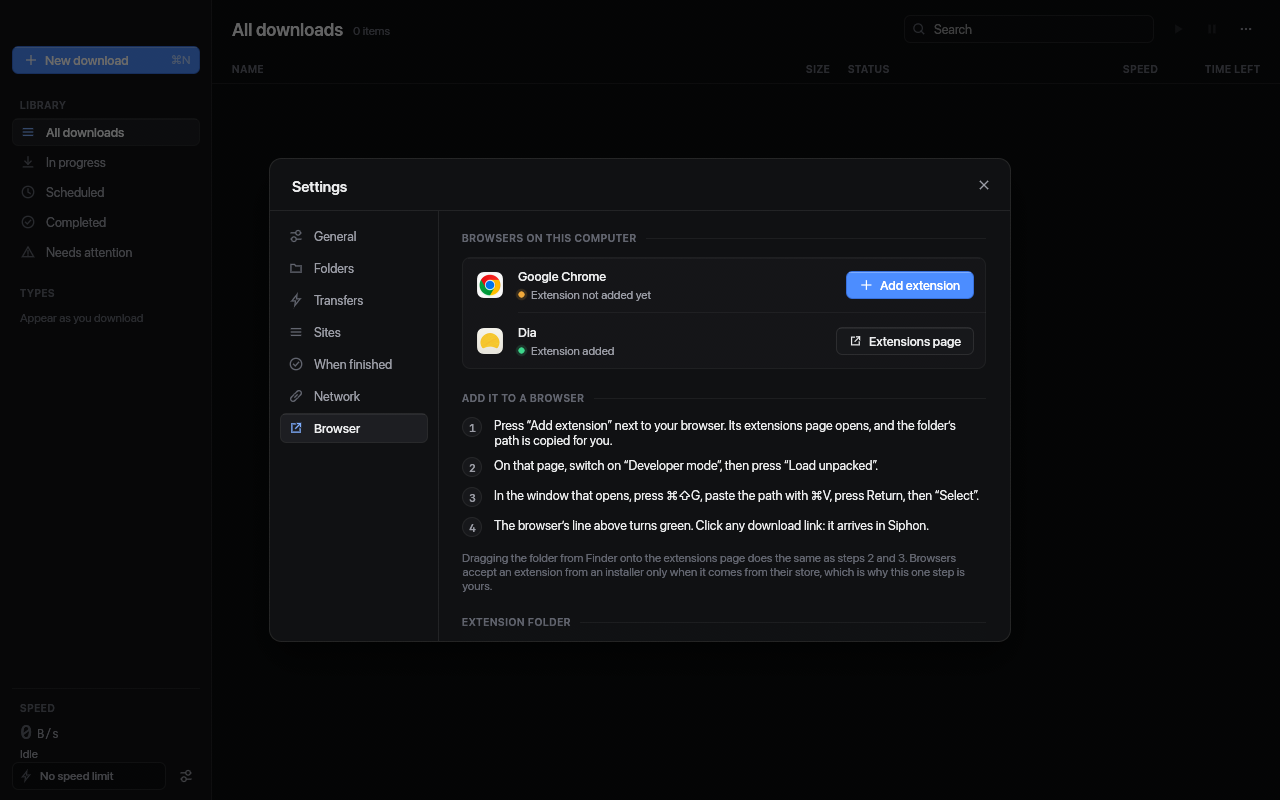 All downloads 0 items
Search
New download ⌘N
NAME SIZE STATUS SPEED TIME LEFT
LIBRARY
All downloads
In progress
Scheduled
Completed
Needs attention
TYPES
Appear as you download
SPEED
0 B/s
Idle
No speed limit
Settings
General
Folders
Transfers
Sites
When finished
Network
Browser
BROWSERS ON THIS COMPUTER
Google Chrome
Extension not added yet
Add extension
Dia
Extension added
Extensions page
ADD IT TO A BROWSER
1 Press “Add extension” next to your browser. Its extensions page opens, and the folder’s
path is copied for you.
2 On that page, switch on “Developer mode”, then press “Load unpacked”.
3 In the window that opens, press ⌘⇧G, paste the path with ⌘V, press Return, then “Select”.
4 The browser’s line above turns green. Click any download link: it arrives in Siphon.
Dragging the folder from Finder onto the extensions page does the same as steps 2 and 3. Browsers
accept an extension from an installer only when it comes from their store, which is why this one step is
yours.
EXTENSION FOLDER